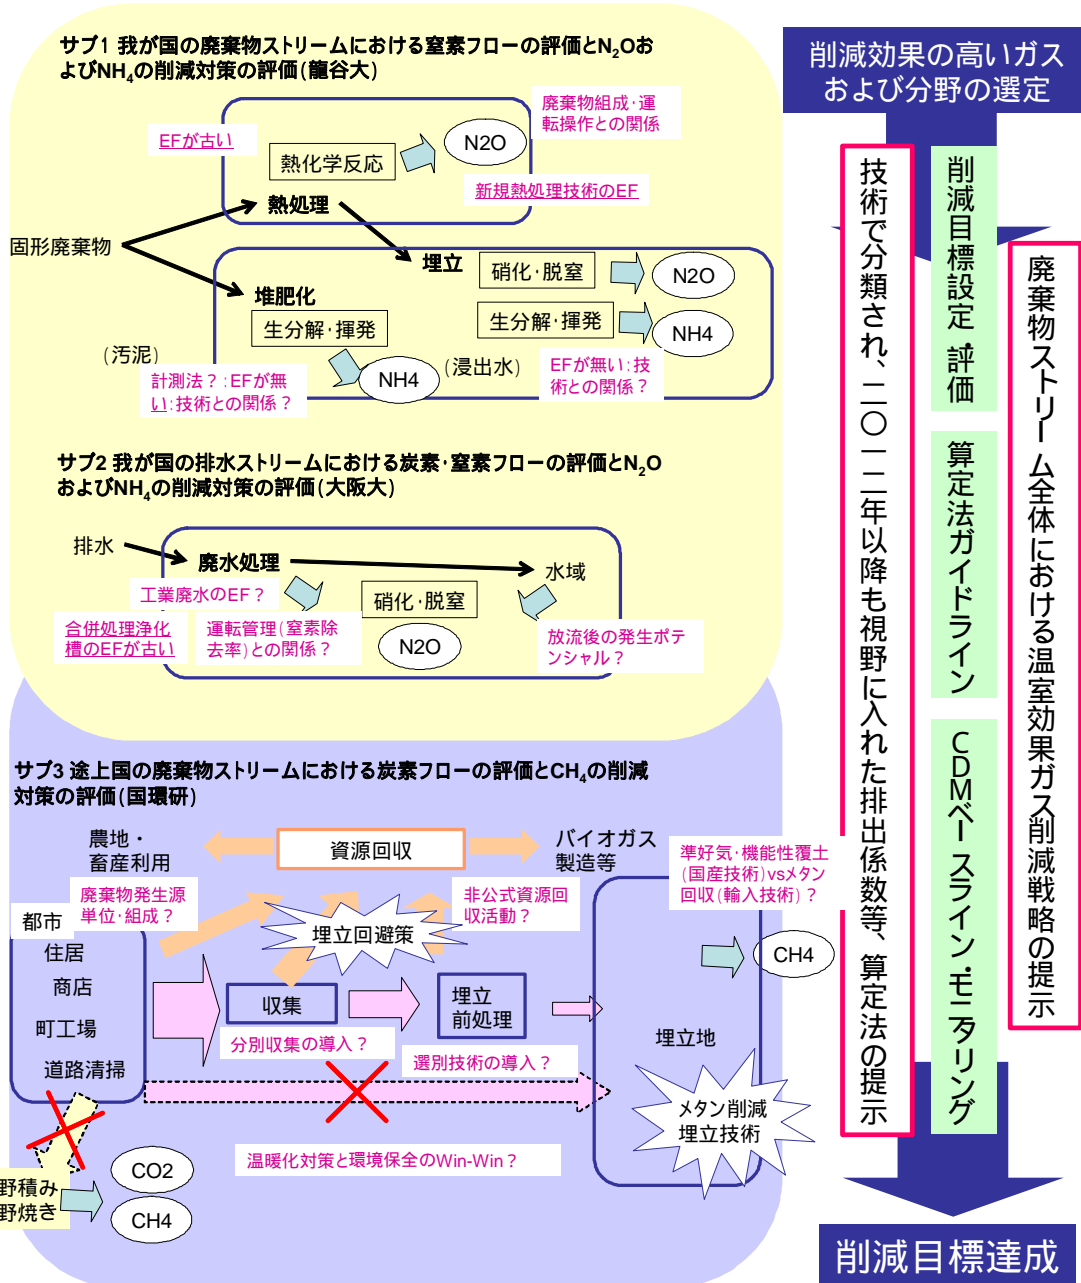 サブ1 我が国の廃棄物ストリームにおける窒素フローの評価とN2Oお
よびNH4の削減対策の評価(龍谷大)
EFが古い
熱化学反応
N2O
廃棄物組成・運
転操作との関係
新規熱処理技術のEF
熱処理
固形廃棄物
埋立
硝化・脱窒
N2O
堆肥化
生分解・揮発
生分解・揮発
NH4
(汚泥)
計測法？：EFが無
い：技術との関係？
NH4
(浸出水)
EFが無い：技
術との関係？
サブ2 我が国の排水ストリームにおける炭素・窒素フローの評価とN2O
およびNH4の削減対策の評価(大阪大)
排水
廃水処理
水域
工業廃水のEF？
硝化・脱窒
合併処理浄化
槽のEFが古い
運転管理(窒素除
去率)との関係？
N2O
放流後の発生ポテ
ンシャル？
サブ3 途上国の廃棄物ストリームにおける炭素フローの評価とCH4の削減
対策の評価(国環研)
農地・
畜産利用
資源回収
バイオガス
製造等
準好気・機能性覆土
(国産技術)vsメタン
回収(輸入技術)？
廃棄物発生源
単位・組成？
非公式資源回
収活動？
都市
住居
商店
町工場
道路清掃
埋立回避策
CH4
収集
埋立
前処理
分別収集の導入？
選別技術の導入？
埋立地
メタン削減
埋立技術
温暖化対策と環境保全のWin-Win？
野積み
野焼き
CO2
CH4
削減効果の高いガス
および分野の選定
廃棄物ストリーム全体における温室効果ガス削減戦略の提示
削減目標設定・評価
算定法ガイドライン
CDMベースライン・モニタリング
技術で分類され、二〇一二年以降も視野に入れた排出係数等、算定法の提示
削減目標達成